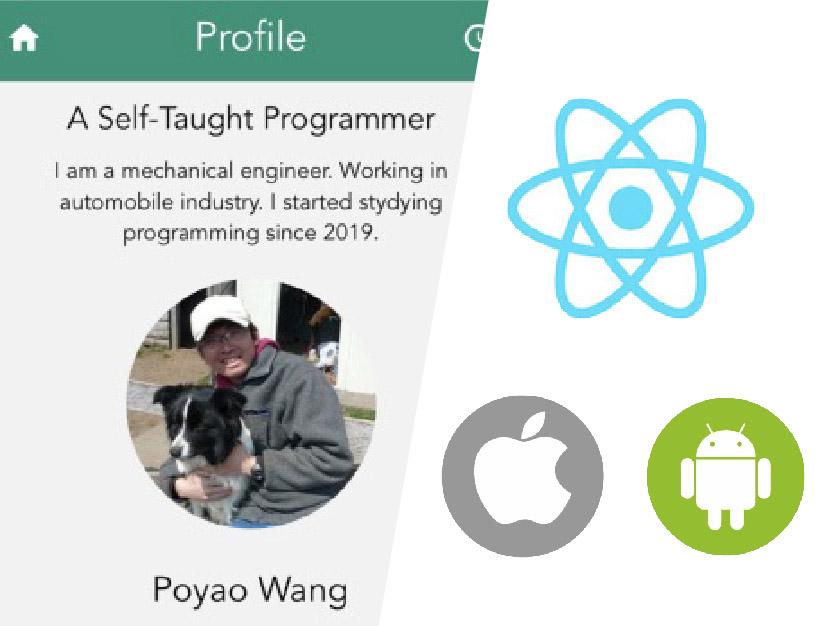 Profile
A Self-Taught Programmer
I am a mechanical engineer. Working in
automobile industry. I started stydying
programming since 2019.
Poyao Wang